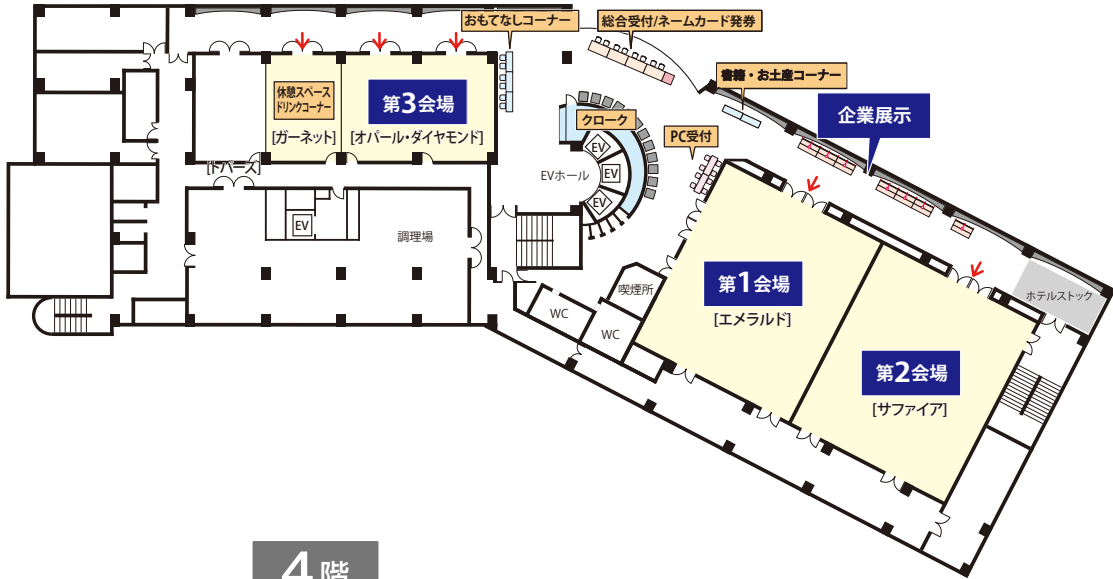 おもてなしコーナー
総合受付/ネームカード発券
書籍・お土産コーナー
企業展示
休憩スペース
ドリンクコーナー
[ガーネット]
第3会場
[オパール・ダイヤモンド]
クローク
PC受付
[トパーズ]
EVホール
EV
EV
EV
EV
調理場
喫煙所
WC
WC
第1会場
[エメラルド]
ホテルストック
第2会場
[サファイア]
4階